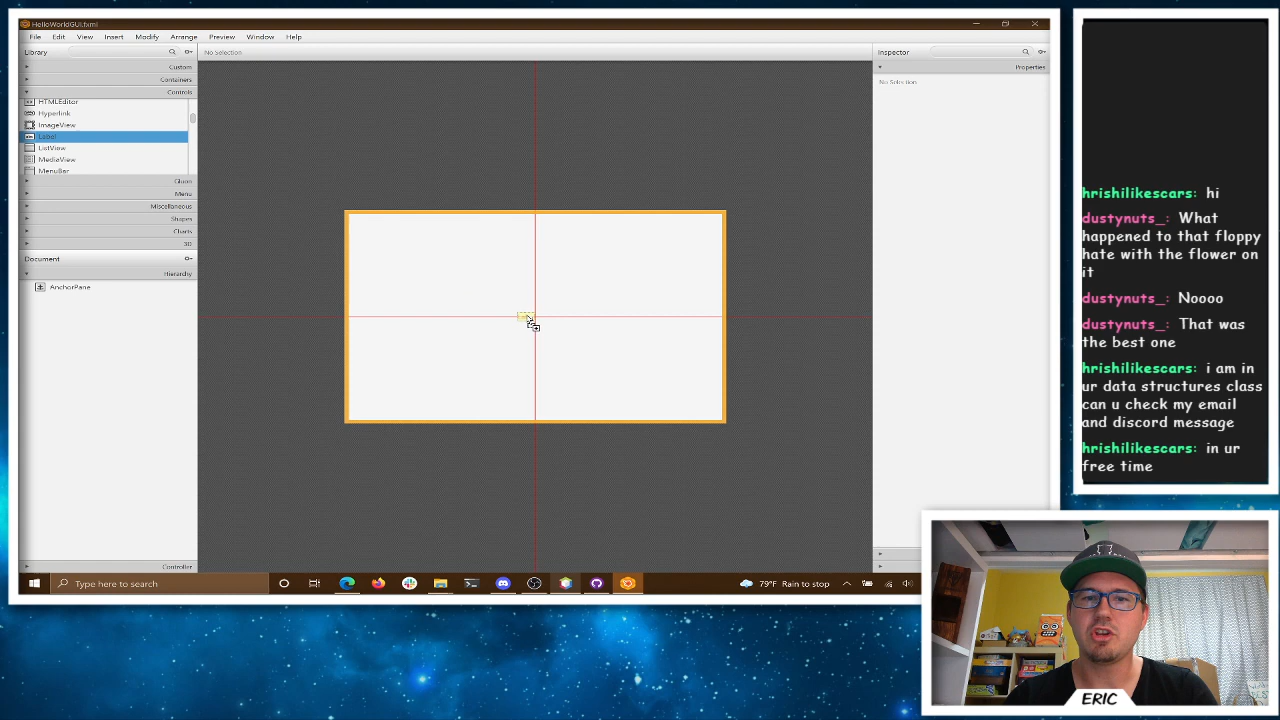 HelloWorldGUI.fxml
File Edit View Insert Modify Arrange Preview Window Help
Library
No Selection
Inspector
Custom
Properties
Containers
No Selection
Controls
HTMLEditor
Hyperlink
ImageView
Label
ListView
MediaView
MenuBar
Gluon
Menu
Miscellaneous
Shapes
Charts
3D
Document
Hierarchy
AnchorPane
Controller
Type here to search
79°F Rain to stop
hrishilikescars: hi
dustynuts_: What
happened to that floppy
hate with the flower on
it
dustynuts_: Noooo
dustynuts_: That was
the best one
hrishilikescars: i am in
ur data structures class
can u check my email
and discord message
hrishilikescars: in ur
free time
ERIC